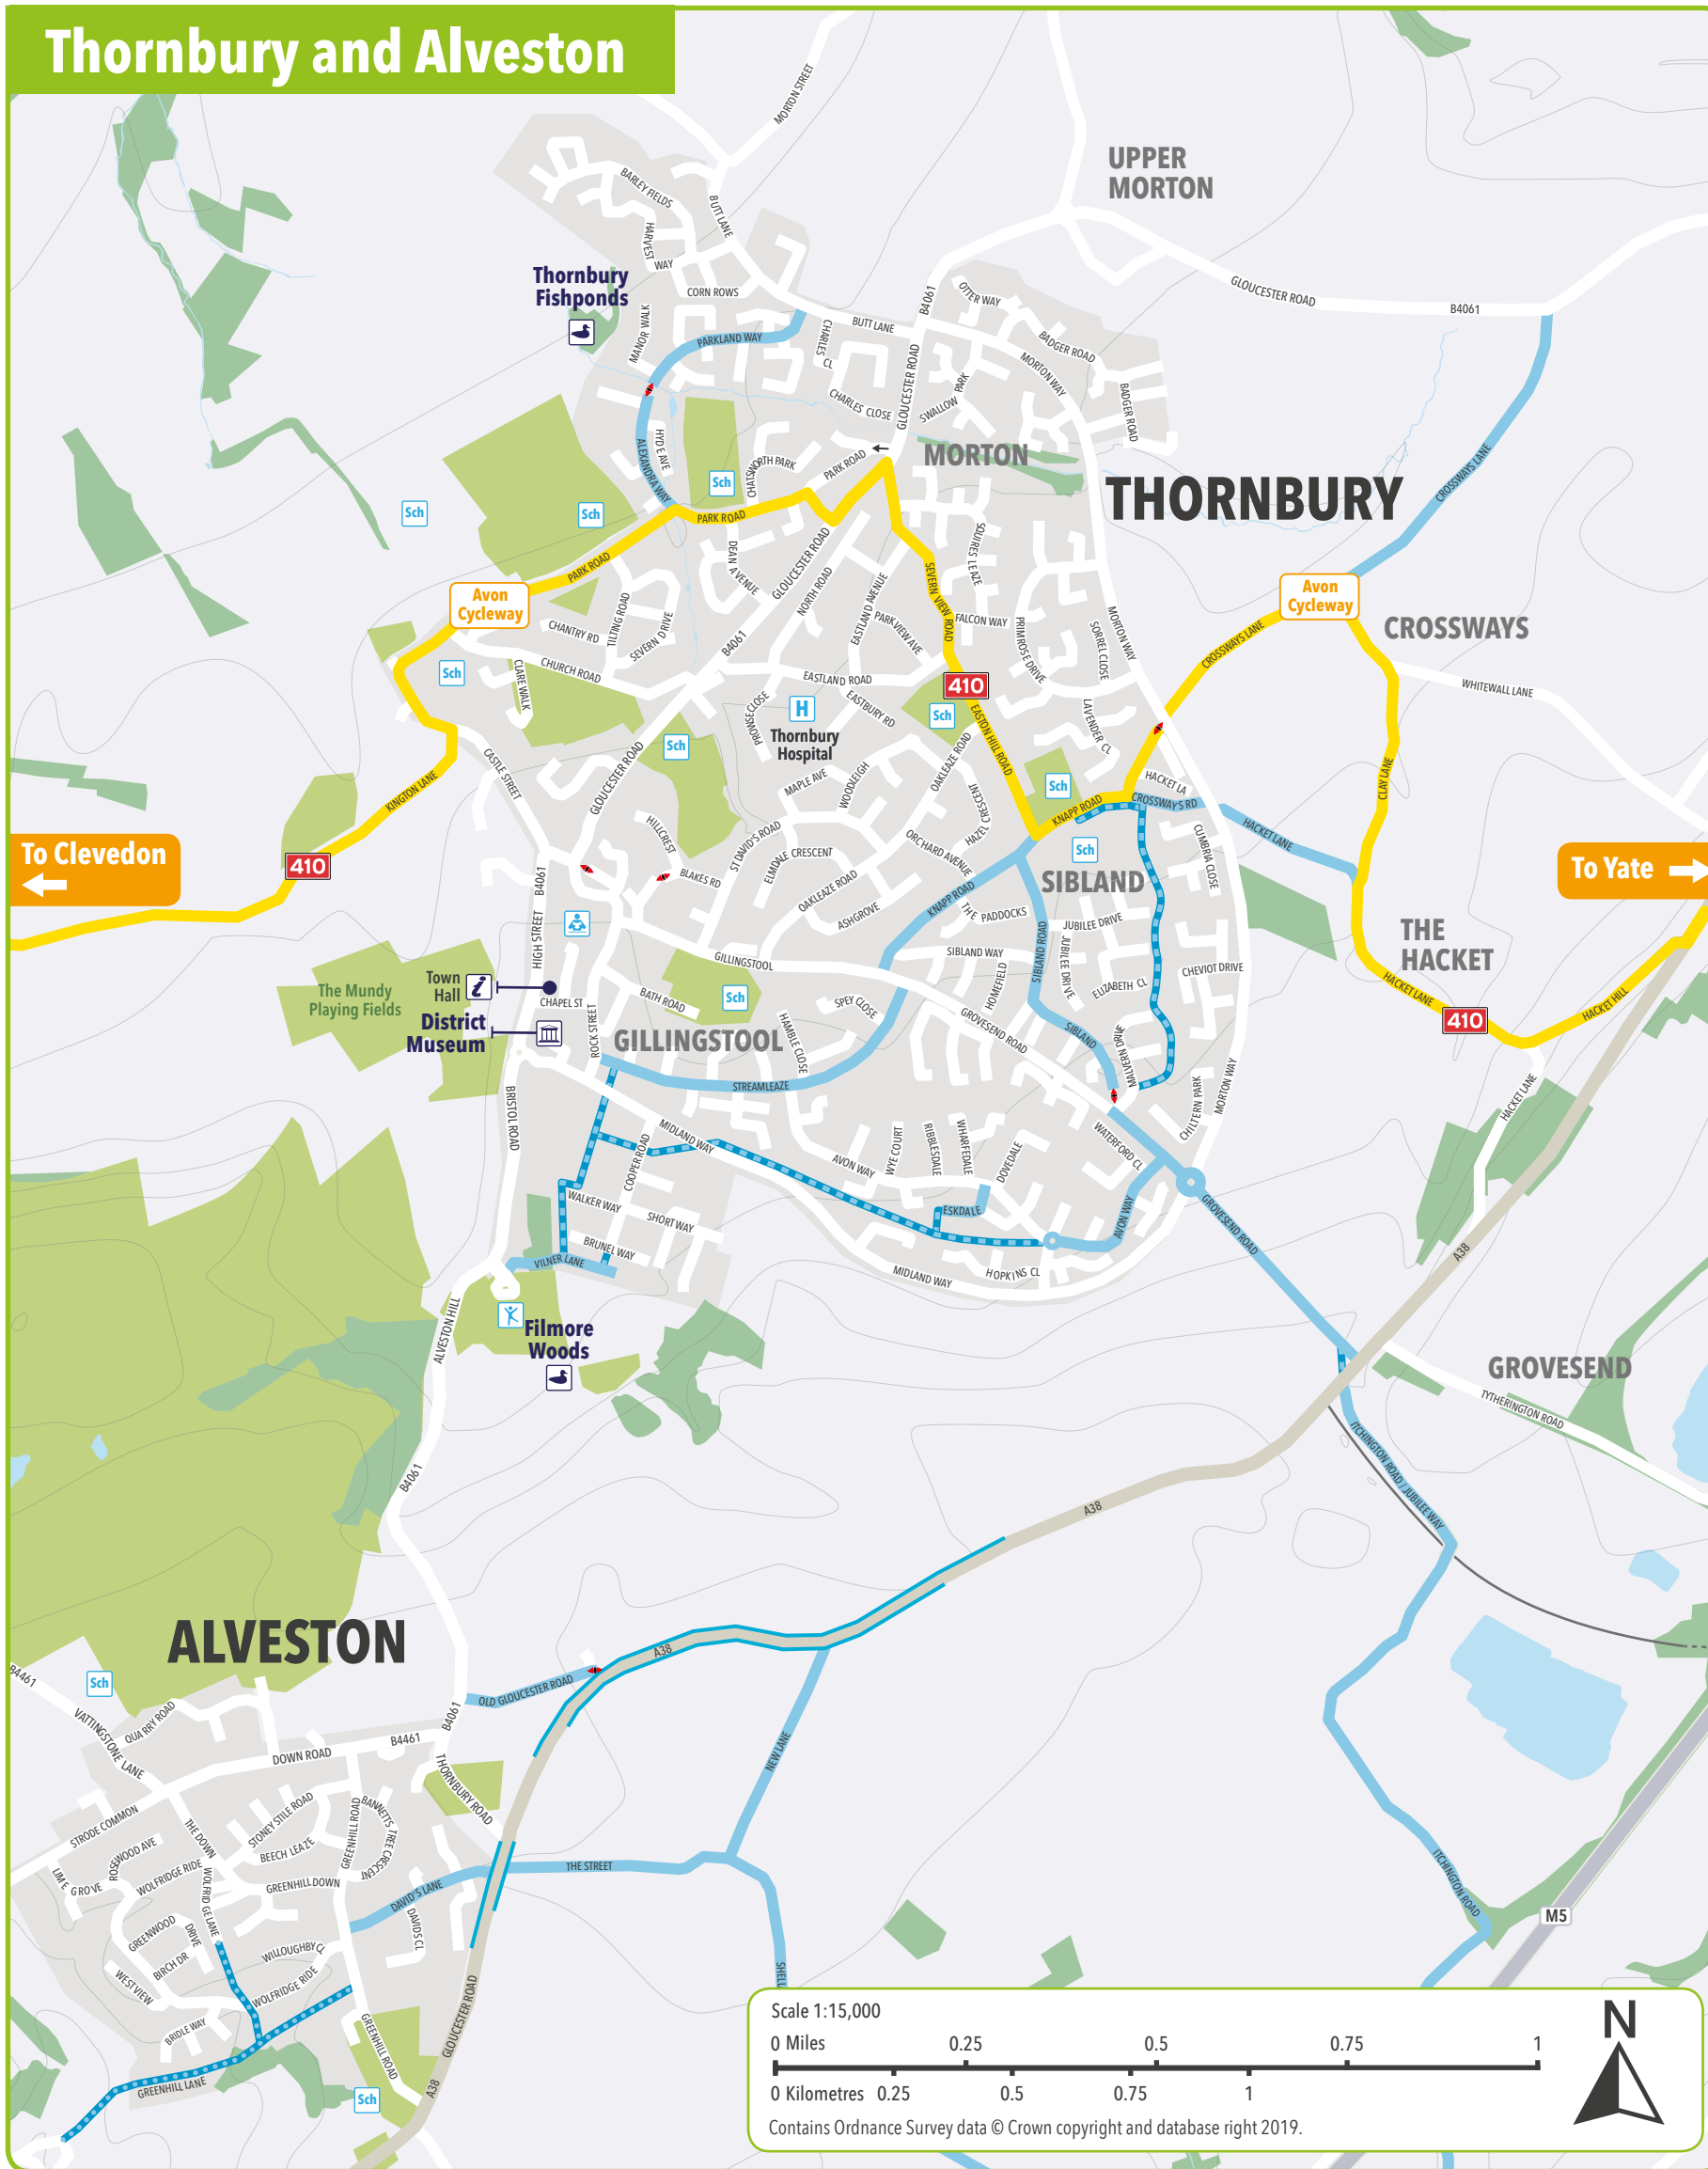 Thornbury and Alveston
MORTON STREET
UPPER
MORTON
BARLEY FIELDS
BUTT LANE
HARVEST
WAY
CORN ROWS
Thornbury
Fishponds
MANOR WALK
PARKLAND WAY
CHARLES
CL
BUTT LANE
B4061
OTTER WAY
GLOUCESTER ROAD
B4061
BADGER ROAD
MORTON WAY
BADGER ROAD
GLOUCESTER ROAD
CHARLES CLOSE
SWALLOW
PARK
HYDE AVE
ALEXANDRA WAY
CHATSWORTH PARK
PARK ROAD
MORTON
THORNBURY
CROSSWAYS LANE
Sch
Sch
Sch
PARK ROAD
PARK ROAD
DEAN AVENUE
GLOUCESTER ROAD
NORTH ROAD
SQUIRES LEAZE
SEVERN VIEW ROAD
EASTLAND AVENUE
PARKVIEW AVE
FALCON WAY
PRIMROSE DRIVE
SORREL CLOSE
MORTON WAY
Avon
Cycleway
Avon
Cycleway
CROSSWAYS
CROSSWAYS LANE
CHANTRY RD
TILTING ROAD
SEVERN DRIVE
B4061
CHURCH ROAD
CLARE WALK
Sch
EASTLAND ROAD
EASTBURY RD
410
WHITEWALL LANE
PROWSE CLOSE
H
Thornbury
Hospital
Sch
Sch
EASTON HILL ROAD
LAVENDER CL
CASTLE STREET
GLOUCESTER ROAD
MAPLE AVE
WOODLEIGH
OAKLEAZE ROAD
HAZEL CRESCENT
Sch
HACKET LA
KNAPP ROAD
CROSSWAYS RD
HACKET LANE
CLAY LANE
KINGTON LANE
To Clevedon
410
HILLCREST
BLAKES RD
ST DAVID'S ROAD
ELMDALE CRESCENT
ORCHARD AVENUE
OAKLEAZE ROAD
ASHGROVE
KNAPP ROAD
Sch
SIBLAND
CUMBRIA CLOSE
To Yate
B4061
HIGH STREET
THE PADDOCKS
JUBILEE DRIVE
SIBLAND WAY
SIBLAND ROAD
JUBILEE DRIVE
THE
HACKET
GILLINGSTOOL
HOMEFIELD
ELIZABETH CL
CHEVIOT DRIVE
HACKET LANE
410
HACKET HILL
The Mundy
Playing Fields
Town
Hall
CHAPEL ST
District
Museum
BATH ROAD
Sch
SPEY CLOSE
ROCK STREET
GILLINGSTOOL
HAMBLE CLOSE
GROVESEND ROAD
SIBLAND
MALVERN DRIVE
STREAMLEAZE
CHILTERN PARK
MORTON WAY
HACKET LANE
BRISTOL ROAD
MIDLAND WAY
COOPER ROAD
AVON WAY
WYE COURT
RIBBLESDALE
WHARFEDALE
DOVEDALE
WATERFORD CL
WALKER WAY
SHORT WAY
BRUNEL WAY
ESKDALE
AVON WAY
GROVESEND ROAD
VILNER LANE
MIDLAND WAY
HOPKINS CL
A38
ALVESTON HILL
Filmore
Woods
GROVESEND
TYTHERINGTON ROAD
ITCHINGTON ROAD / JUBILEE WAY
B4061
A38
ALVESTON
A38
B4461
Sch
OLD GLOUCESTER ROAD
B4061
VATTINGSTONE LANE
QUARRY ROAD
DOWN ROAD
B4461
THORNBURY ROAD
NEW LANE
STRODE COMMON
THE DOWN
STONEY STILE ROAD
GREENHILL ROAD
BANNETTS TREE CRESCENT
BEECH LEAZE
LIME
GROVE
ROSEWOOD AVE
WOLFRIDGE RIDE
WOLFRIDGE LANE
GREENHILL DOWN
DAVID'S LANE
THE STREET
ITCHINGTON ROAD
GREENWOOD
DRIVE
BIRCH DR
WILLOUGHBY CL
DAVIDS CL
M5
WESTVIEW
WOLFRIDGE RIDE
BRIDLE WAY
SHELL
GREENHILL ROAD
GLOUCESTER ROAD
GREENHILL LANE
Sch
A38
Scale 1:15,000
0 Miles 0.25 0.5 0.75 1
0 Kilometres 0.25 0.5 0.75 1
Contains Ordnance Survey data © Crown copyright and database right 2019.
N